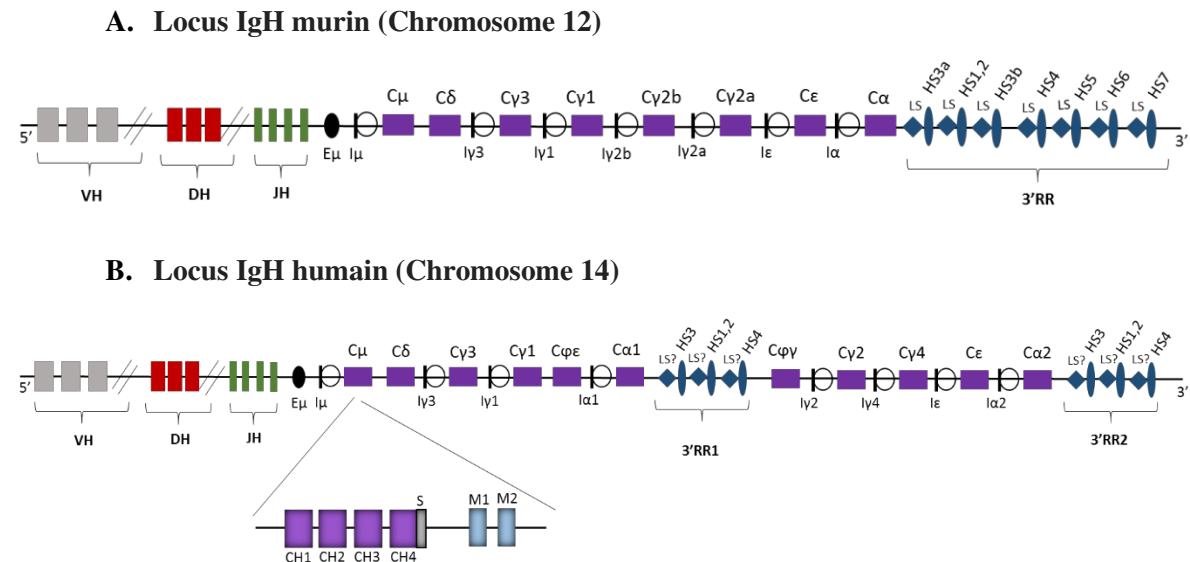 A. Locus IgH murin (Chromosome 12)
HS3a HS1,2 HS3b HS4 HS5 HS6 HS7
Cμ Cδ Cγ3 Cγ1 Cγ2b Cγ2a Cε Cα LS LS LS LS LS LS LS
5’ Eμ Iμ Iγ3 Iγ1 Iγ2b Iγ2a Iε Iα 3’
VH DH JH 3’RR
B. Locus IgH humain (Chromosome 14)
HS3 HS1,2 HS4 HS3 HS1,2 HS4
Cμ Cδ Cγ3 Cγ1 Cφε Cα1 LS? LS? LS? Cφγ Cγ2 Cγ4 Cε Cα2 LS? LS? LS?
5’ Eμ Iμ Iγ3 Iγ1 Iα1 Iγ2 Iγ4 Iε Iα2 3’
VH DH JH 3’RR1 3’RR2
S M1 M2
CH1 CH2 CH3 CH4